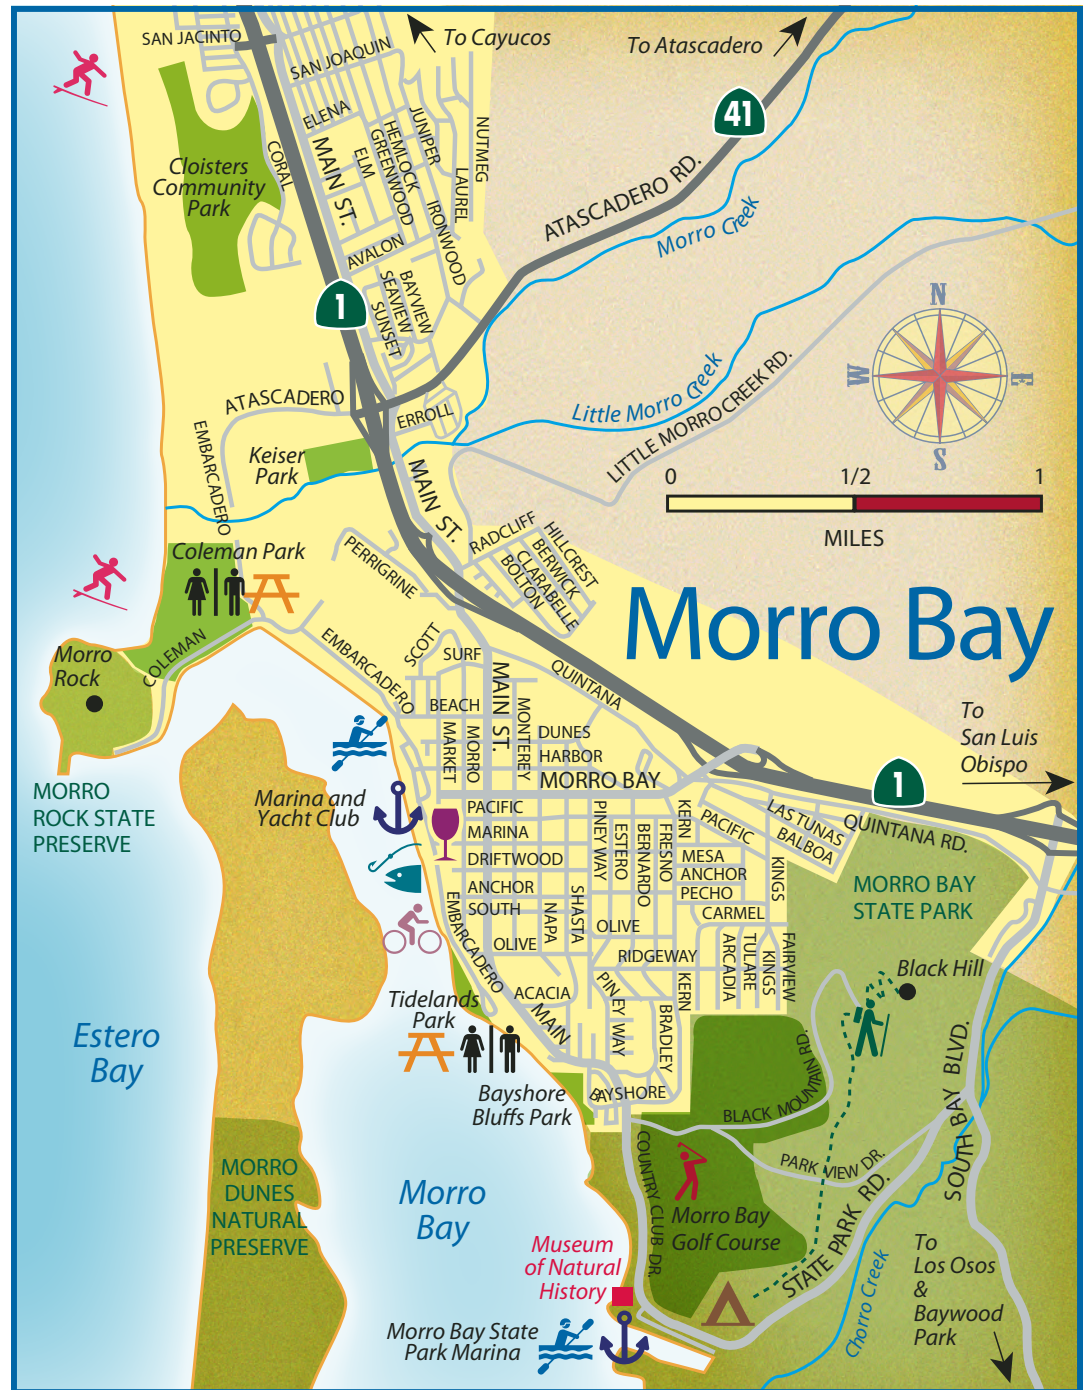 SAN JACINTO
SAN JOAQUIN
To Cayucos
To Atascadero
41
ELENA
MAIN ST.
ELM
GREENWOOD
HEMLOCK
JUNIPER
IRONWOOD
LAUREL
NUTMEG
CORAL
Cloisters
Community
Park
ATASCADERO RD.
Morro Creek
AVALON
SUNSET
SEAVIEW
BAYVIEW
1
N
W
E
S
ATASCADERO
ERROLL
Little Morro Creek
LITTLE MORRO CREEK RD.
EMBARCADERO
Keiser
Park
MAIN ST.
0
1/2
1
MILES
Coleman Park
PERRIGRINE
RADCLIFF
HILLCREST
BERWICK
CLARABELLE
BOLTON
Morro Bay
Morro
Rock
COLEMAN
EMBARCADERO
SCOTT
SURF
MAIN ST.
QUINTANA
BEACH
MARKET
MORRO
MONTEREY
DUNES
HARBOR
MORRO BAY
To
San Luis
Obispo
1
MORRO
ROCK STATE
PRESERVE
Marina and
Yacht Club
PACIFIC
MARINA
DRIFTWOOD
ANCHOR
SOUTH
OLIVE
EMBARCADERO
NAPA
SHASTA
PINEY WAY
ESTERO
BERNARDO
FRESNO
KERN
PACIFIC
LAS TUNAS
BALBOA
QUINTANA RD.
MESA
ANCHOR
PECHO
KINGS
CARMEL
OLIVE
RIDGEWAY
KERN
ARCADIA
TULARE
KINGS
FAIRVIEW
MORRO BAY
STATE PARK
Black Hill
Tidelands
Park
ACACIA
MAIN
PINEY WAY
BRADLEY
BAYSHORE
Bayshore
Bluffs Park
Estero
Bay
BLACK MOUNTAIN RD.
PARK VIEW DR.
SOUTH BAY BLVD.
STATE PARK RD.
COUNTRY CLUB DR.
Morro Bay
Golf Course
MORRO
DUNES
NATURAL
PRESERVE
Morro
Bay
Museum
of Natural
History
Morro Bay State
Park Marina
Chorro Creek
To
Los Osos
&
Baywood
Park